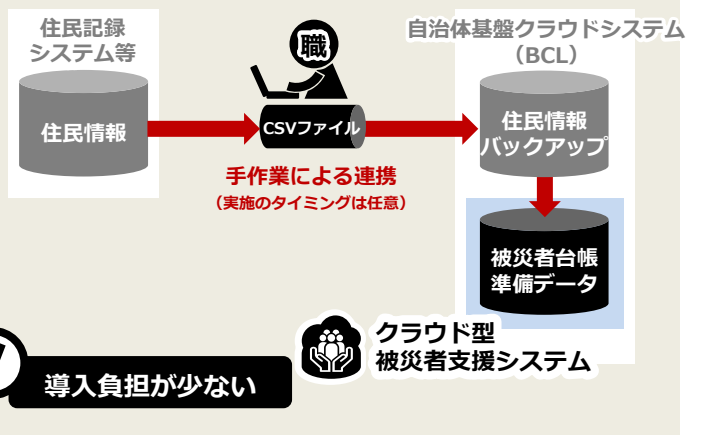 住民記録
システム等
住民情報
職
CSVファイル
手作業による連携
(実施のタイミングは任意)
自治体基盤クラウドシステム
（BCL）
住民情報
バックアップ
被災者台帳
準備データ
クラウド型
被災者支援システム
導入負担が少ない